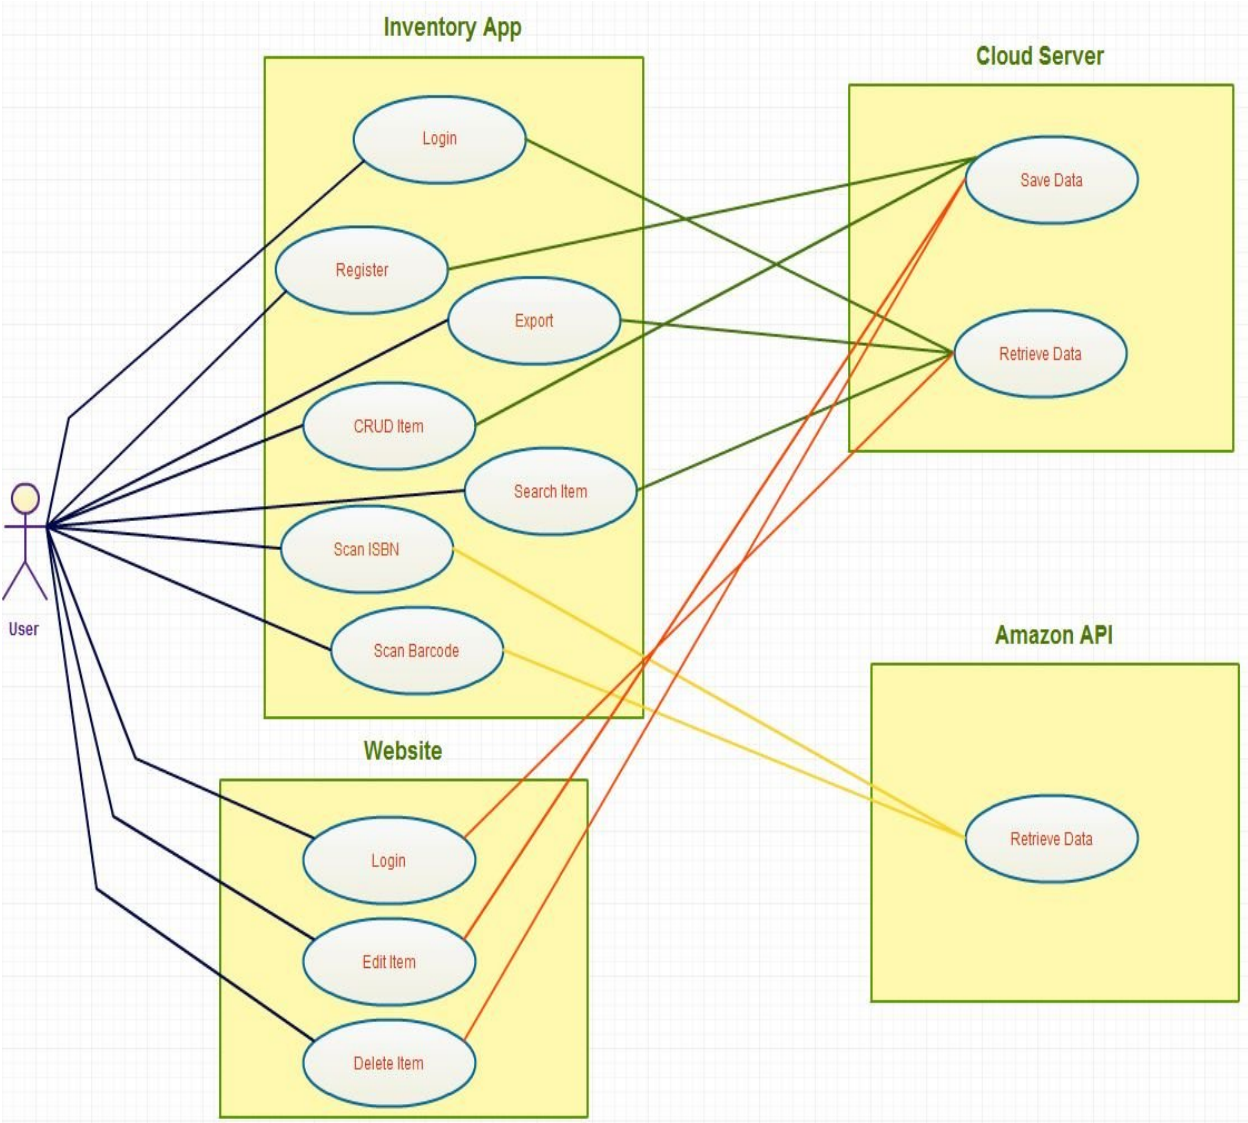 Inventory App
Cloud Server
Login
Save Data
Register
Export
Retrieve Data
CRUD Item
Search Item
Scan ISBN
User
Scan Barcode
Amazon API
Website
Login
Retrieve Data
Edit Item
Delete Item